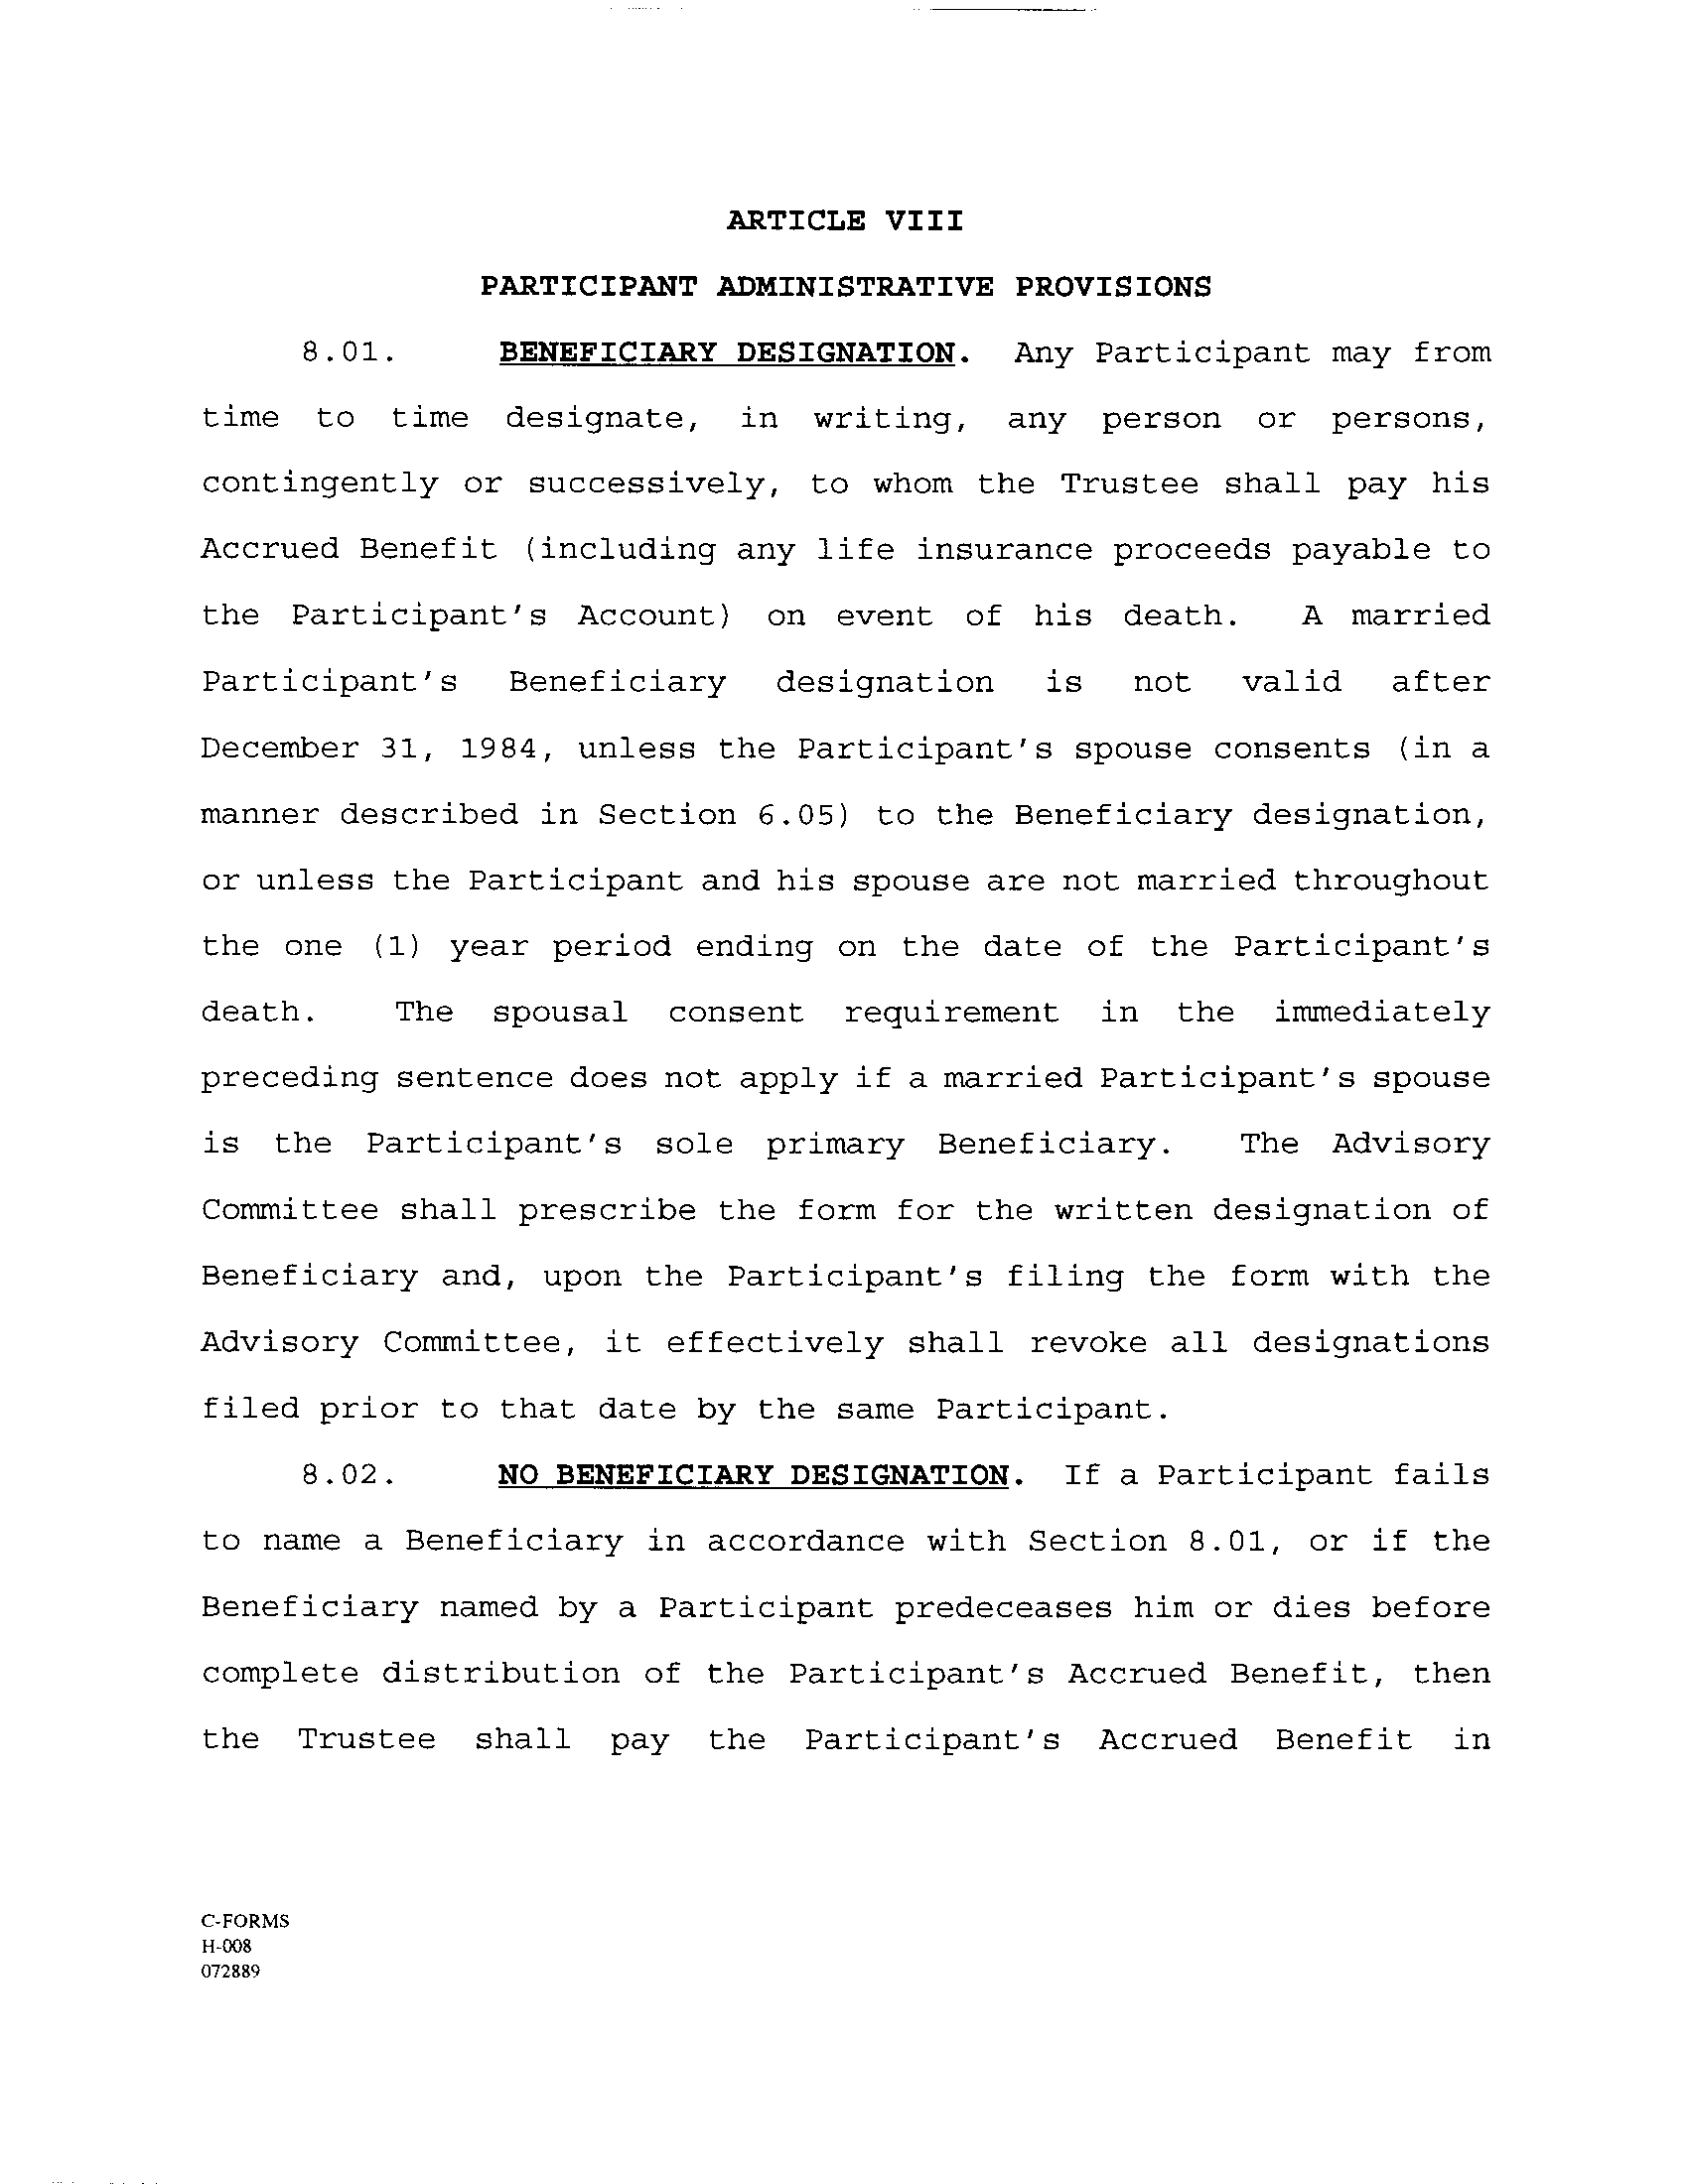 ARTICLE VIII
PARTICIPANT ADMINISTRATIVE PROVISIONS
8.01. BENEFICIARY DESIGNATION. Any Participant may from
time to time designate, in writing, any person or persons,
contingently or successively, to whom the Trustee shall pay his
Accrued Benefit (including any life insurance proceeds payable to
the Participant's Account) on event of his death. A married
Participant's Beneficiary designation is not valid after
December 31, 1984, unless the Participant's spouse consents (in a
manner described in Section 6.05) to the Beneficiary designation,
or unless the Participant and his spouse are not married throughout
the one (1) year period ending on the date of the Participant's
death. The spousal consent requirement in the immediately
preceding sentence does not apply if a married Participant's spouse
is the Participant's sole primary Beneficiary. The Advisory
Committee shall prescribe the form for the written designation of
Beneficiary and, upon the Participant's filing the form with the
Advisory Committee, it effectively shall revoke all designations
filed prior to that date by the same Participant.
8.02. NO BENEFICIARY DESIGNATION. If a Participant fails
to name a Beneficiary in accordance with Section 8.01, or if the
Beneficiary named by a Participant predeceases him or dies before
complete distribution of the Participant's Accrued Benefit, then
the Trustee shall pay the Participant's Accrued Benefit in
C-FORMS
H-008
072889